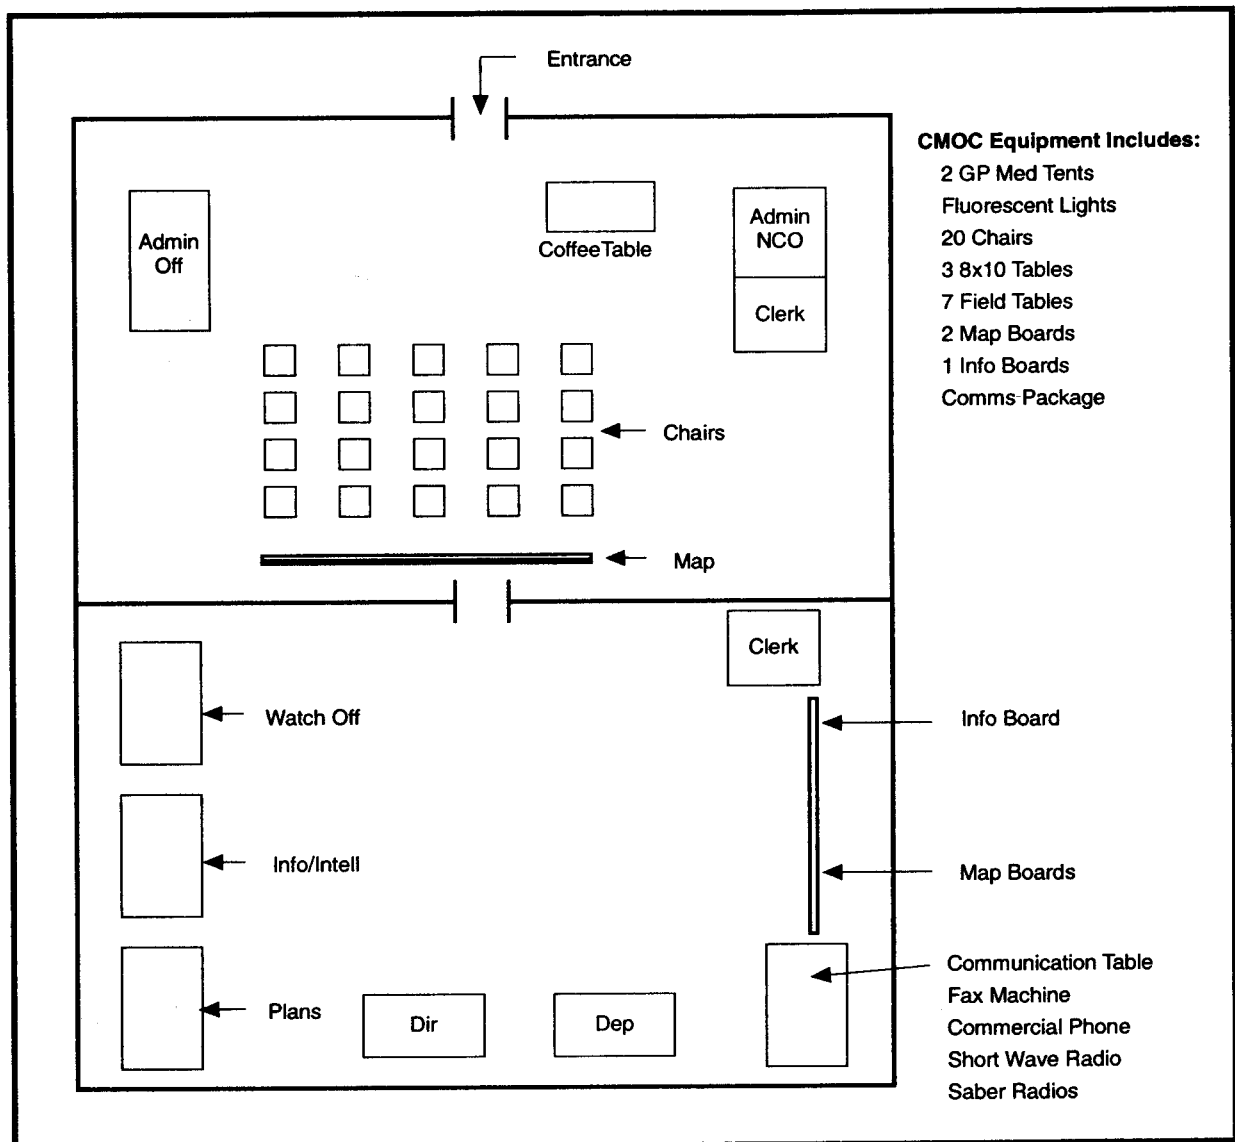 Entrance
CMOC Equipment Includes:
2 GP Med Tents
Fluorescent Lights
20 Chairs
3 8x10 Tables
7 Field Tables
2 Map Boards
1 Info Boards
Comms Package
Admin
Off
CoffeeTable
Admin
NCO
Clerk
Chairs
Map
Clerk
Watch Off
Info Board
Info/Intell
Map Boards
Plans
Dir
Dep
Communication Table
Fax Machine
Commercial Phone
Short Wave Radio
Saber Radios